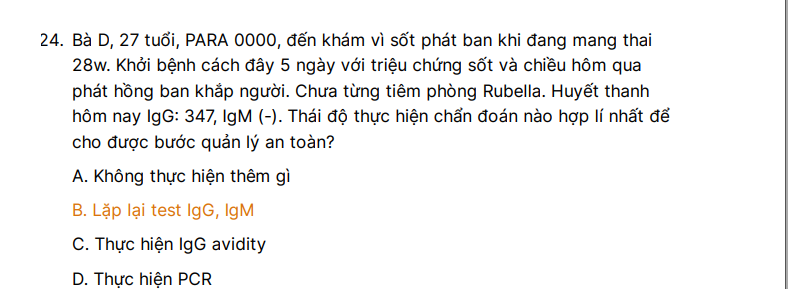 24. Bà D, 27 tuổi, PARA 0000, đến khám vì sốt phát ban khi đang mang thai
28w. Khởi bệnh cách đây 5 ngày với triệu chứng sốt và chiều hôm qua
phát hồng ban khắp người. Chưa từng tiêm phòng Rubella. Huyết thanh
hôm nay IgG: 347, IgM (-). Thái độ thực hiện chẩn đoán nào hợp lí nhất để
cho được bước quản lý an toàn?
A. Không thực hiện thêm gì
B. Lặp lại test IgG, IgM
C. Thực hiện IgG avidity
D. Thực hiện PCR